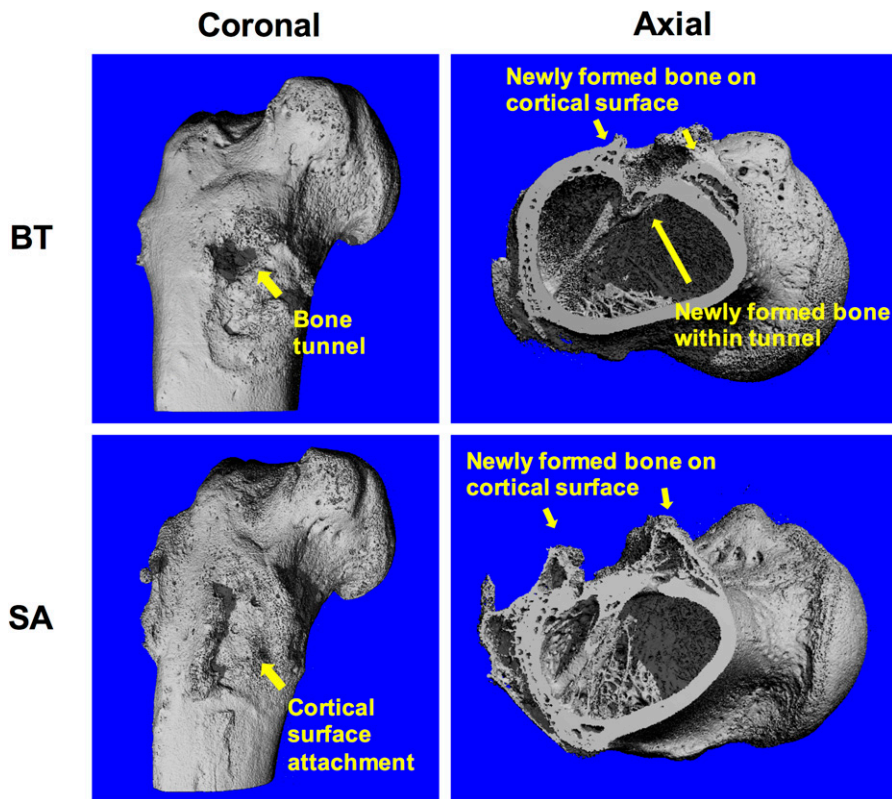 Coronal
Axial
BT
Newly formed bone on
cortical surface
Bone
tunnel
Newly formed bone
within tunnel
SA
Newly formed bone on
cortical surface
Cortical
surface
attachment